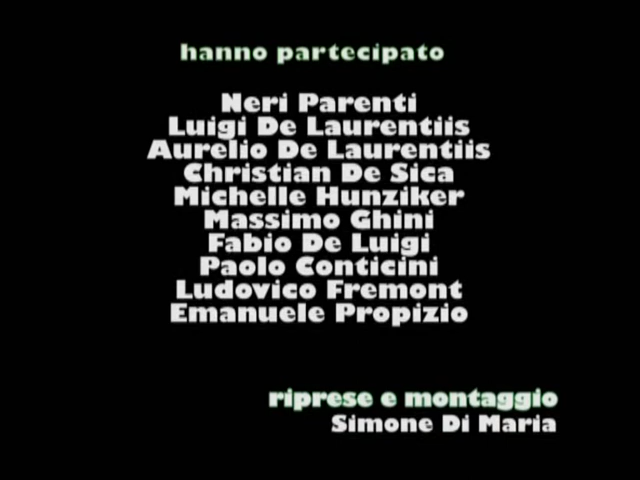 hanno partecipato
Neri Parenti
Luigi De Laurentiis
Aurelio De Laurentiis
Christian De Sica
Michelle Hunziker
Massimo Ghini
Fabio De Luigi
Paolo Conticini
Ludovico Fremont
Emanuele Propizio
riprese e montaggio
Simone Di Maria